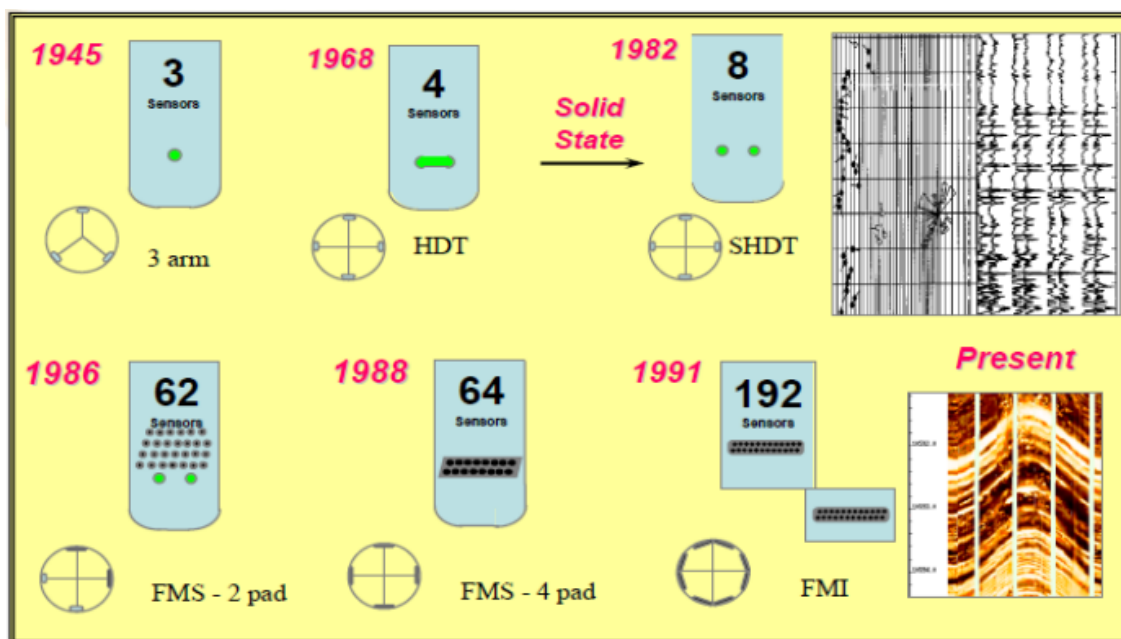 1945
3
Sensors
3 arm
1968
4
Sensors
HDT
Solid
State
1982
8
Sensors
SHDT
1986
62
Sensors
FMS - 2 pad
1988
64
Sensors
FMS - 4 pad
1991
192
Sensors
FMI
Present